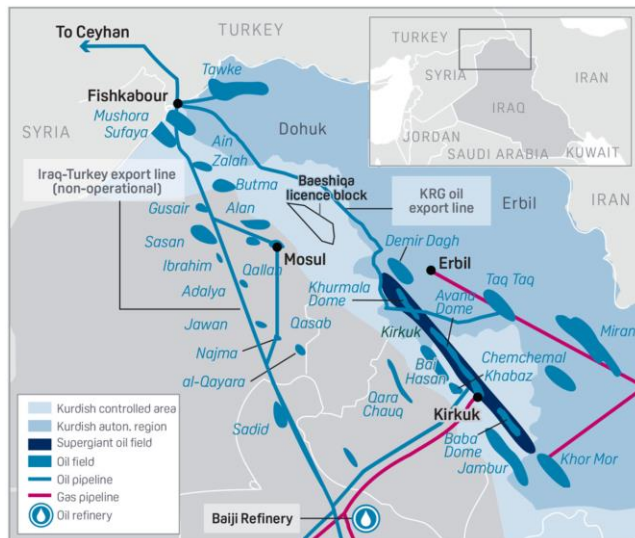 To Ceyhan
TURKEY
Tawke
Fishkabour
SYRIA
Mushora
Sufaya
Dohuk
Ain
Zalah
Iraq-Turkey export line
(non-operational)
Butma
Baeshiqa
licence block
KRG oil
export line
Gusair
Alan
Erbil
IRAN
Sasan
Mosul
Demir Dagh
Erbil
Ibrahim
Qallan
Taq Taq
Adalya
Khurmala
Dome
Avana
Dome
Kirkuk
Miran
Jawan
Qasab
Najma
Bai
Hasan
Chemchemal
Khabaz
al-Qayara
Qara
Chauq
Kirkuk
Sadid
Baba
Dome
Jambur
Khor Mor
Baiji Refinery
TURKEY
SYRIA
IRAN
IRAQ
JORDAN
SAUDI ARABIA
KUWAIT
Kurdish controlled area
Kurdish auton. region
Supergiant oil field
Oil field
Oil pipeline
Gas pipeline
Oil refinery